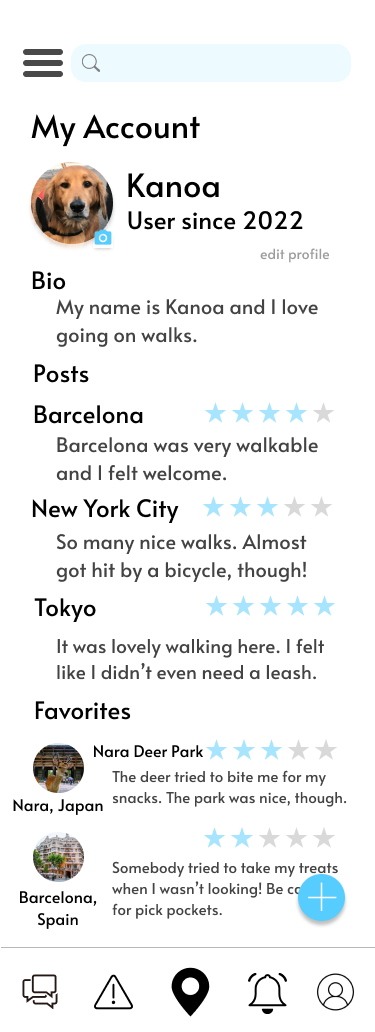 My Account
Kanoa
User since 2022
edit profile
Bio
My name is Kanoa and I love
going on walks.
Posts
Barcelona
Barcelona was very walkable
and I felt welcome.
New York City
So many nice walks. Almost
got hit by a bicycle, though!
Tokyo
It was lovely walking here. I felt
like I didn't even need a leash.
Favorites
Nara Deer Park
The deer tried to bite me for my
snacks. The park was nice, though.
Nara, Japan
Somebody tried to take my treats
when I wasn't looking! Be
for pick pockets.
Barcelona,
Spain